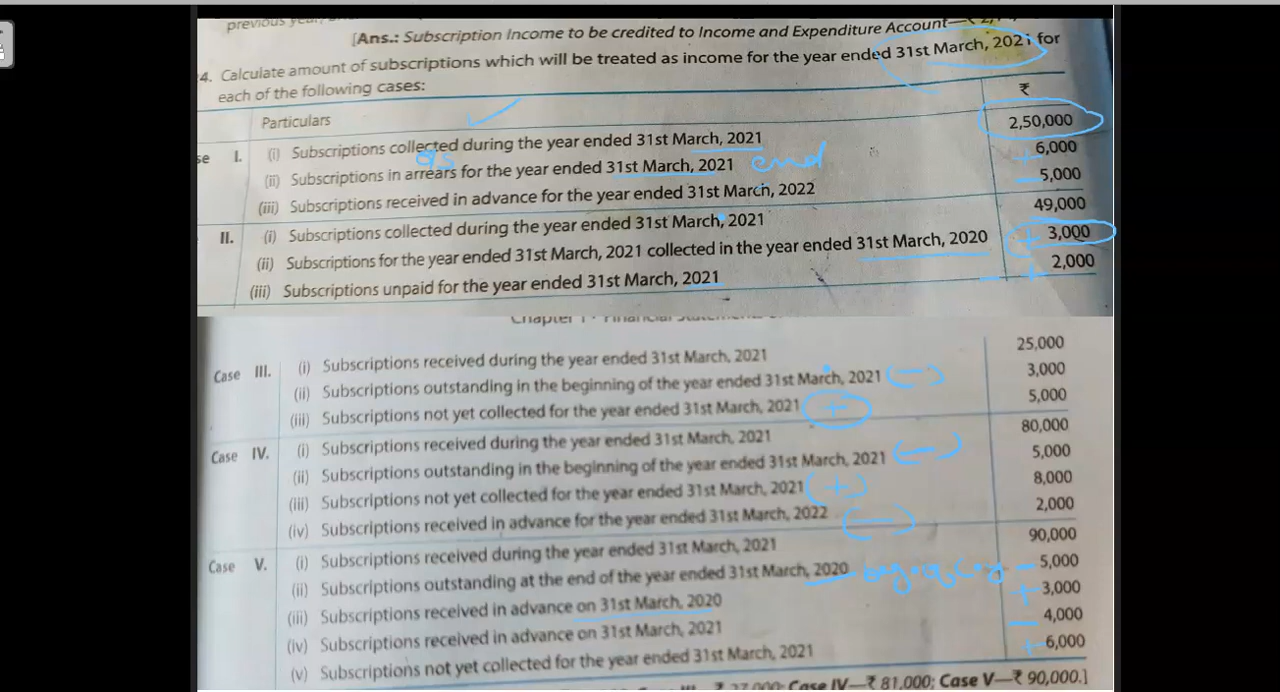 previous year,
[Ans.: Subscription Income to be credited to Income and Expenditure Account—₹ 2,
4. Calculate amount of subscriptions which will be treated as income for the year ended 31st March, 2021 for
each of the following cases:
Particulars ₹
se I. (i) Subscriptions collected during the year ended 31st March, 2021 2,50,000
as
(ii) Subscriptions in arrears for the year ended 31st March, 2021 end + 6,000
(iii) Subscriptions received in advance for the year ended 31st March, 2022 — 5,000
II. (i) Subscriptions collected during the year ended 31st March, 2021 49,000
(ii) Subscriptions for the year ended 31st March, 2021 collected in the year ended 31st March, 2020 + 3,000
(iii) Subscriptions unpaid for the year ended 31st March, 2021 + 2,000
Chapter 1 • Financial
Case III. (i) Subscriptions received during the year ended 31st March, 2021 25,000
(ii) Subscriptions outstanding in the beginning of the year ended 31st March, 2021 (—) 3,000
(iii) Subscriptions not yet collected for the year ended 31st March, 2021 (+) 5,000
Case IV. (i) Subscriptions received during the year ended 31st March, 2021 80,000
(ii) Subscriptions outstanding in the beginning of the year ended 31st March, 2021 (—) 5,000
(iii) Subscriptions not yet collected for the year ended 31st March, 2021 (+) 8,000
(iv) Subscriptions received in advance for the year ended 31st March, 2022 (—) 2,000
Case V. (i) Subscriptions received during the year ended 31st March, 2021 90,000
(ii) Subscriptions outstanding at the end of the year ended 31st March, 2020 — 5,000
(iii) Subscriptions received in advance on 31st March, 2020 + 3,000
(iv) Subscriptions received in advance on 31st March, 2021 — 4,000
(v) Subscriptions not yet collected for the year ended 31st March, 2021 + 6,000
₹ 27,000; Case IV—₹ 81,000; Case V—₹ 90,000.]